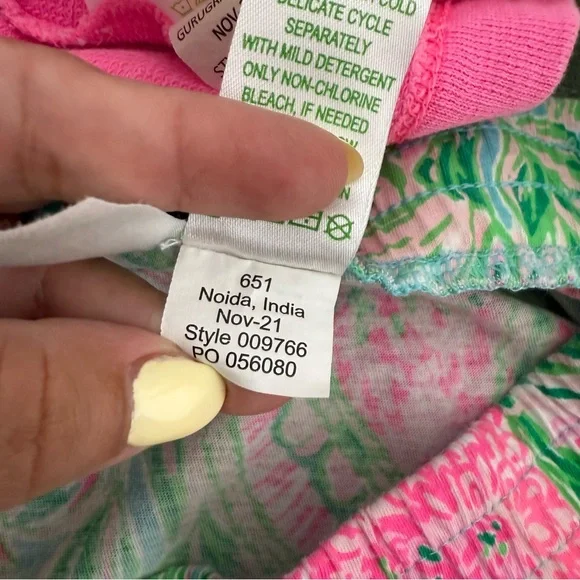 GURUGR
NOV
COLD
DELICATE CYCLE
SEPARATELY
WITH MILD DETERGENT
ONLY NON-CHLORINE
BLEACH, IF NEEDED
651
Noida, India
Nov-21
Style 009766
PO 056080